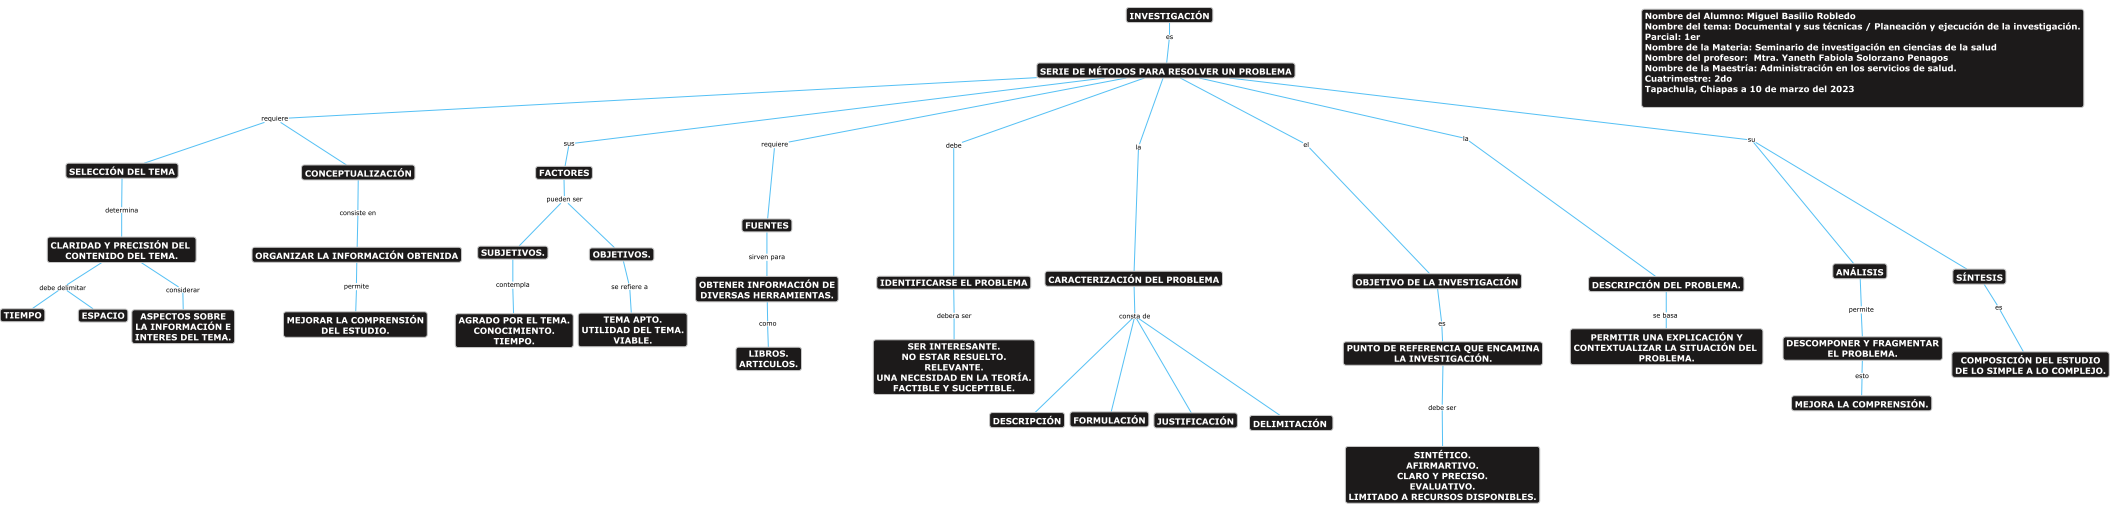 INVESTIGACIÓN
es
SERIE DE MÉTODOS PARA RESOLVER UN PROBLEMA
Nombre del Alumno: Miguel Basilio Robledo
Nombre del tema: Documental y sus técnicas / Planeación y ejecución de la investigación.
Parcial: 1er
Nombre de la Materia: Seminario de investigación en ciencias de la salud
Nombre del profesor: Mtra. Yaneth Fabiola Solorzano Penagos
Nombre de la Maestría: Administración en los servicios de salud.
Cuatrimestre: 2do
Tapachula, Chiapas a 10 de marzo del 2023
requiere
SELECCIÓN DEL TEMA
determina
CLARIDAD Y PRECISIÓN DEL
CONTENIDO DEL TEMA.
debe delimitar
TIEMPO
ESPACIO
considerar
ASPECTOS SOBRE
LA INFORMACIÓN E
INTERES DEL TEMA.
CONCEPTUALIZACIÓN
consiste en
ORGANIZAR LA INFORMACIÓN OBTENIDA
permite
MEJORAR LA COMPRENSIÓN
DEL ESTUDIO.
sus
FACTORES
pueden ser
SUBJETIVOS.
contempla
AGRADO POR EL TEMA.
CONOCIMIENTO.
TIEMPO.
OBJETIVOS.
se refiere a
TEMA APTO.
UTILIDAD DEL TEMA.
VIABLE.
requiere
FUENTES
sirven para
OBTENER INFORMACIÓN DE
DIVERSAS HERRAMIENTAS.
como
LIBROS.
ARTICULOS.
debe
IDENTIFICARSE EL PROBLEMA
debera ser
SER INTERESANTE.
NO ESTAR RESUELTO.
RELEVANTE.
UNA NECESIDAD EN LA TEORÍA.
FACTIBLE Y SUCEPTIBLE.
la
CARACTERIZACIÓN DEL PROBLEMA
consta de
DESCRIPCIÓN
FORMULACIÓN
JUSTIFICACIÓN
DELIMITACIÓN
el
OBJETIVO DE LA INVESTIGACIÓN
es
PUNTO DE REFERENCIA QUE ENCAMINA
LA INVESTIGACIÓN.
debe ser
SINTÉTICO.
AFIRMARTIVO.
CLARO Y PRECISO.
EVALUATIVO.
LIMITADO A RECURSOS DISPONIBLES.
la
DESCRIPCIÓN DEL PROBLEMA.
se basa
PERMITIR UNA EXPLICACIÓN Y
CONTEXTUALIZAR LA SITUACIÓN DEL
PROBLEMA.
su
ANÁLISIS
permite
DESCOMPONER Y FRAGMENTAR
EL PROBLEMA.
esto
MEJORA LA COMPRENSIÓN.
SÍNTESIS
es
COMPOSICIÓN DEL ESTUDIO
DE LO SIMPLE A LO COMPLEJO.